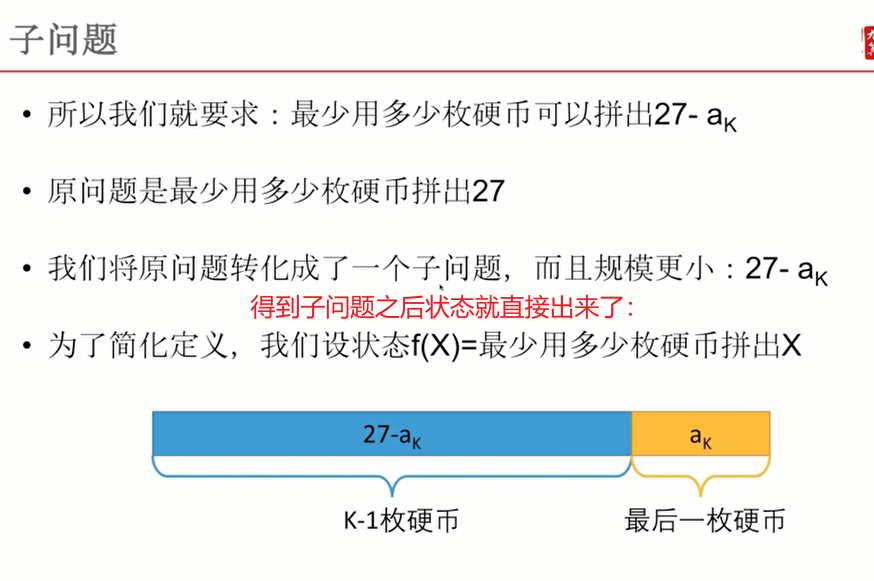 子问题
• 所以我们就要求：最少用多少枚硬币可以拼出27- aK
• 原问题是最少用多少枚硬币拼出27
• 我们将原问题转化成了一个子问题，而且规模更小：27- aK
得到子问题之后状态就直接出来了：
• 为了简化定义，我们设状态f(X)=最少用多少枚硬币拼出X
27-aK
aK
K-1枚硬币
最后一枚硬币